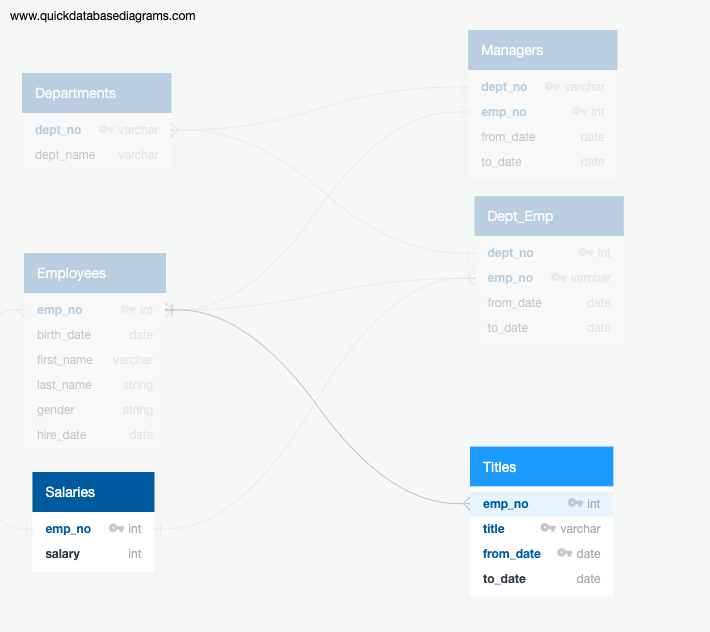 www.quickdatabasediagrams.com
Departments
dept_no varchar
dept_name varchar
Managers
dept_no varchar
emp_no int
from_date date
to_date date
Dept_Emp
dept_no int
emp_no varchar
from_date date
to_date date
Employees
emp_no int
birth_date date
first_name varchar
last_name string
gender string
hire_date date
Salaries
emp_no int
salary int
Titles
emp_no int
title varchar
from_date date
to_date date